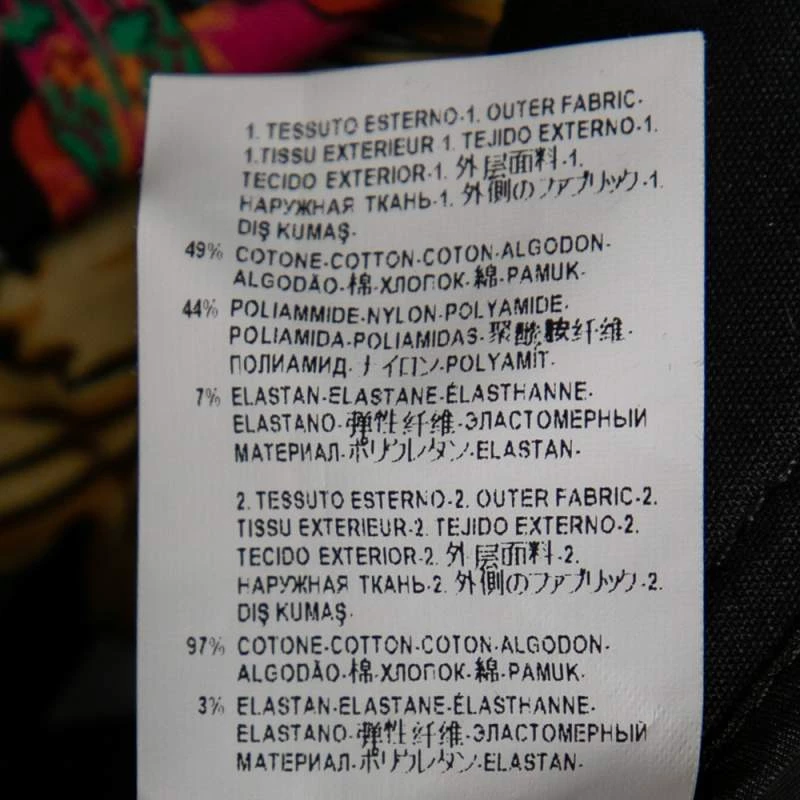 1. TESSUTO ESTERNO-1. OUTER FABRIC-
1.TISSU EXTERIEUR 1. TEJIDO EXTERNO-1.
TECIDO EXTERIOR-1. 外层面料-1.
НАРУЖНАЯ ТКАНЬ-1. 外側のファブリック-1.
DIŞ KUMAŞ-
49% COTONE-COTTON-COTON-ALGODON-
ALGODÃO-棉-ХЛОПОК-綿-PAMUK-
44% POLIAMMIDE-NYLON-POLYAMIDE-
POLIAMIDA-POLIAMIDAS-聚酰胺纤维-
ПОЛИАМИД-ナイロン-POLYAMİT-
7% ELASTAN-ELASTANE-ÉLASTHANNE-
ELASTANO-弹性纤维-ЭЛАСТОМЕРНЫЙ
МАТЕРИАЛ-ポリウレタン-ELASTAN-
2. TESSUTO ESTERNO-2. OUTER FABRIC-2.
TISSU EXTERIEUR-2. TEJIDO EXTERNO-2.
TECIDO EXTERIOR-2. 外层面料-2.
НАРУЖНАЯ ТКАНЬ-2. 外側のファブリック-2.
DIŞ KUMAŞ-
97% COTONE-COTTON-COTON-ALGODON-
ALGODÃO-棉-ХЛОПОК-綿-PAMUK-
3% ELASTAN-ELASTANE-ÉLASTHANNE-
ELASTANO-弹性纤维-ЭЛАСТОМЕРНЫЙ
МАТЕРИАЛ-ポリウレタン-ELASTAN-